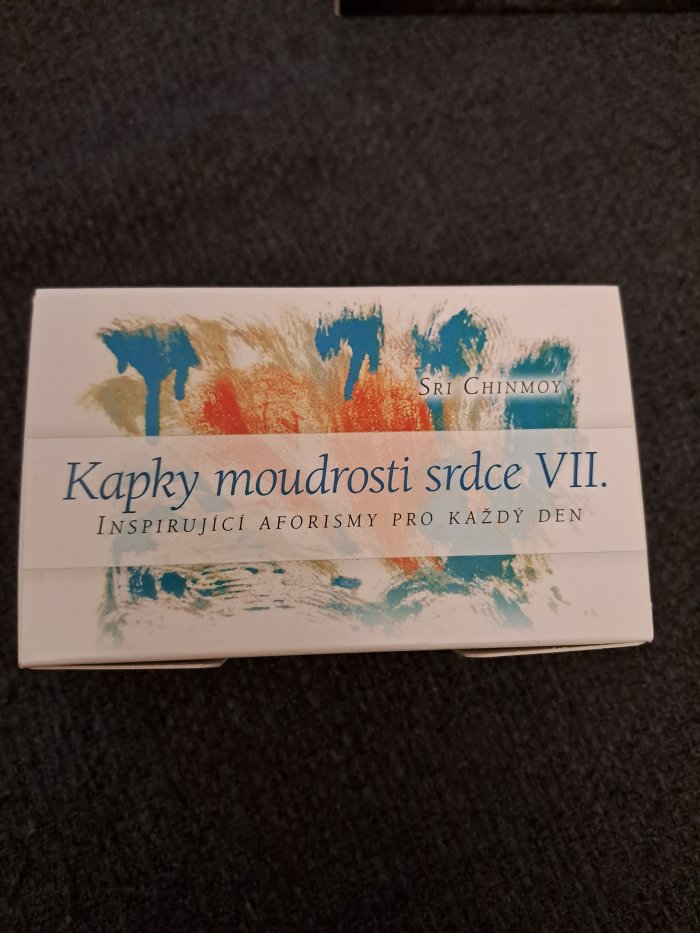 Sri Chinmoy
Kapky moudrosti srdce VII.
Inspirující aforismy pro každý den